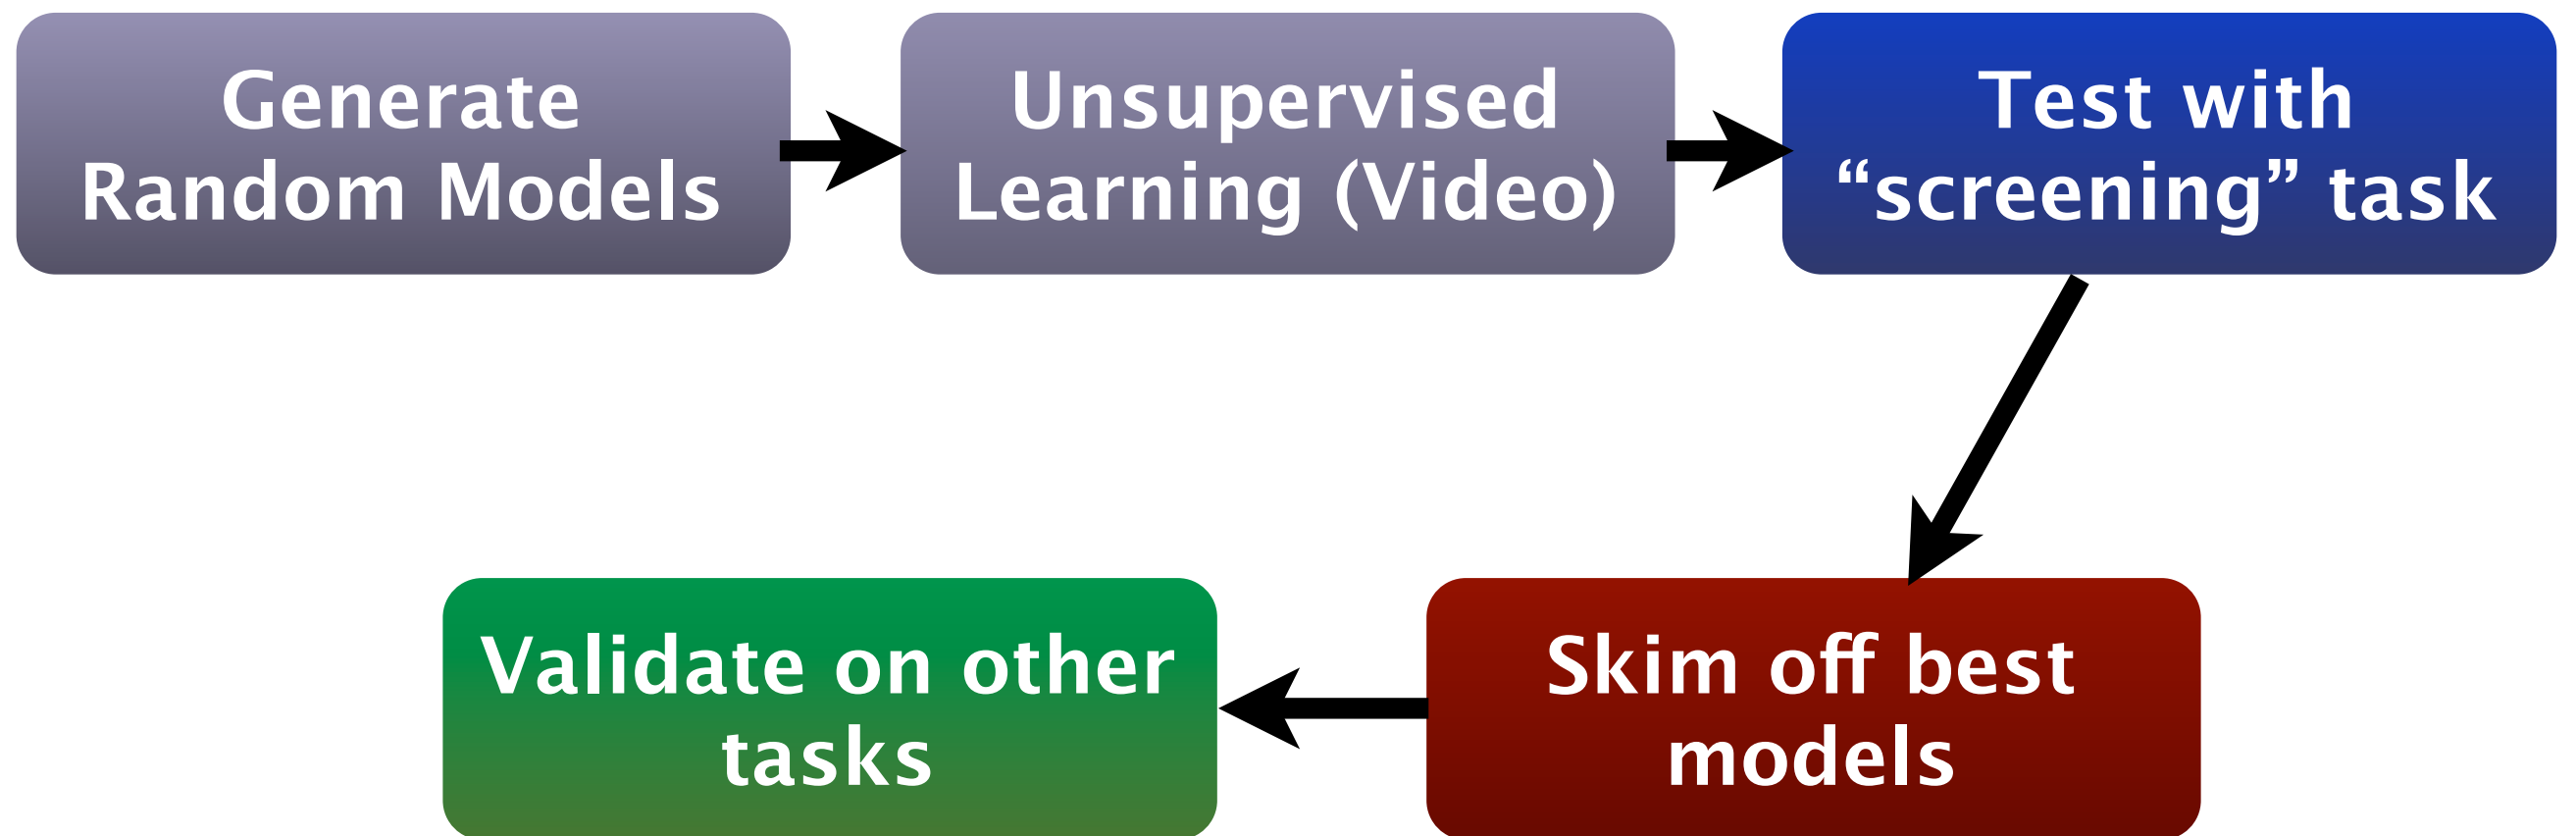 Generate
Random Models
Unsupervised
Learning (Video)
Test with
“screening” task
Skim off best
models
Validate on other
tasks